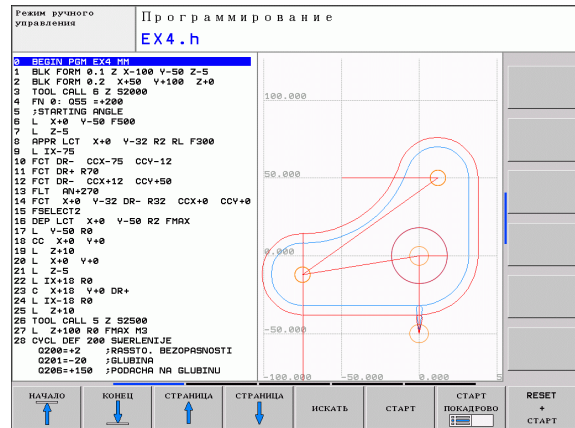 Режим ручного
управления
Программирование
EX4.h
0 BEGIN PGM EX4 MM
1 BLK FORM 0.1 Z X-100 Y-50 Z-5
2 BLK FORM 0.2 X+50 Y+100 Z+0
3 TOOL CALL 6 Z S2000
4 FN 0: Q55 =+200
5 ;STARTING ANGLE
6 L X+0 Y-50 F500
7 L Z-5
8 APPR LCT X+0 Y-32 R2 RL F300
9 L IX-75
10 FCT DR- CCX-75 CCY-12
11 FCT DR+ R70
12 FCT DR- CCX+12 CCY+50
13 FLT AN+270
14 FCT X+0 Y-32 DR- R32 CCX+0 CCY+0
15 FSELECT2
16 DEP LCT X+0 Y-50 R2 FMAX
17 L Y-50 R0
18 CC X+0 Y+0
19 L Z+10
20 L X+0 Y+0
21 L Z-5
22 L IX+18 R0
23 C X+18 Y+0 DR+
24 L IX-18 R0
25 L Z+10
26 TOOL CALL 5 Z S2500
27 L Z+100 R0 FMAX M3
28 CYCL DEF 200 SWERLENIJE
Q200=+2 ;RASSTO. BEZOPASNOSTI
Q201=-20 ;GLUBINA
Q206=+150 ;PODACHA NA GLUBINU
100.000
50.000
0.000
-50.000
-100.000 -50.000 0.000 5
НАЧАЛО
КОНЕЦ
СТРАНИЦА
СТРАНИЦА
ИСКАТЬ
СТАРТ
СТАРТ
ПОКАДРОВО
RESET
+
СТАРТ